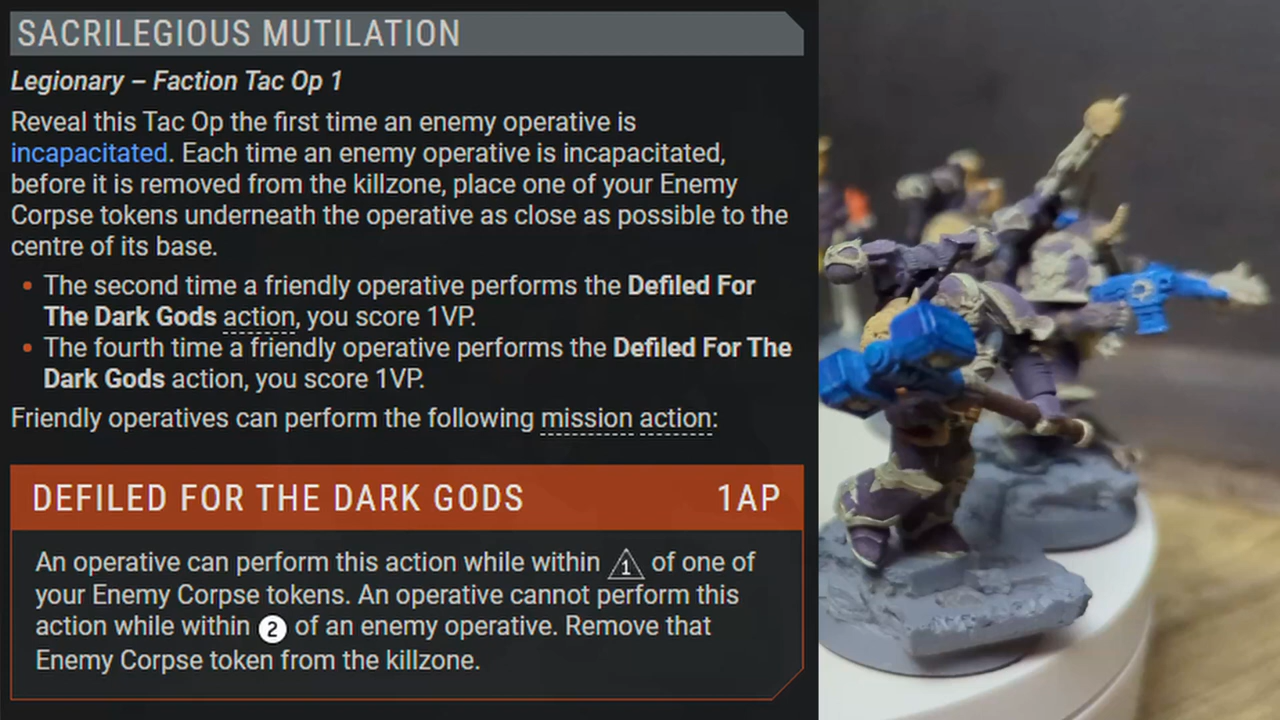 SACRILEGIOUS MUTILATION
Legionary – Faction Tac Op 1
Reveal this Tac Op the first time an enemy operative is
incapacitated. Each time an enemy operative is incapacitated,
before it is removed from the killzone, place one of your Enemy
Corpse tokens underneath the operative as close as possible to the
centre of its base.
• The second time a friendly operative performs the Defiled For
The Dark Gods action, you score 1VP.
• The fourth time a friendly operative performs the Defiled For The
Dark Gods action, you score 1VP.
Friendly operatives can perform the following mission action:
DEFILED FOR THE DARK GODS 1AP
An operative can perform this action while within 1 of one of
your Enemy Corpse tokens. An operative cannot perform this
action while within 2 of an enemy operative. Remove that
Enemy Corpse token from the killzone.